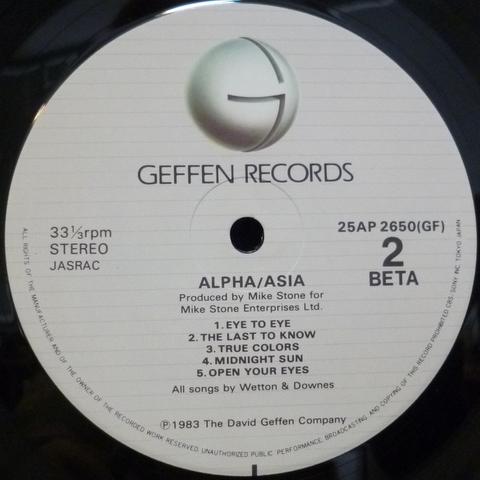 GEFFEN RECORDS
33 1/3 rpm
STEREO
JASRAC
25AP 2650(GF)
2
BETA
ALPHA/ASIA
Produced by Mike Stone for
Mike Stone Enterprises Ltd.
1. EYE TO EYE
2. THE LAST TO KNOW
3. TRUE COLORS
4. MIDNIGHT SUN
5. OPEN YOUR EYES
All songs by Wetton & Downes
℗ 1983 The David Geffen Company
ALL RIGHTS OF THE MANUFACTURER AND OF THE OWNER OF THE RECORDED WORK RESERVED. UNAUTHORIZED PUBLIC PERFORMANCE, BROADCASTING AND COPYING OF THIS RECORD PROHIBITED CBS/SONY INC. TOKYO JAPAN